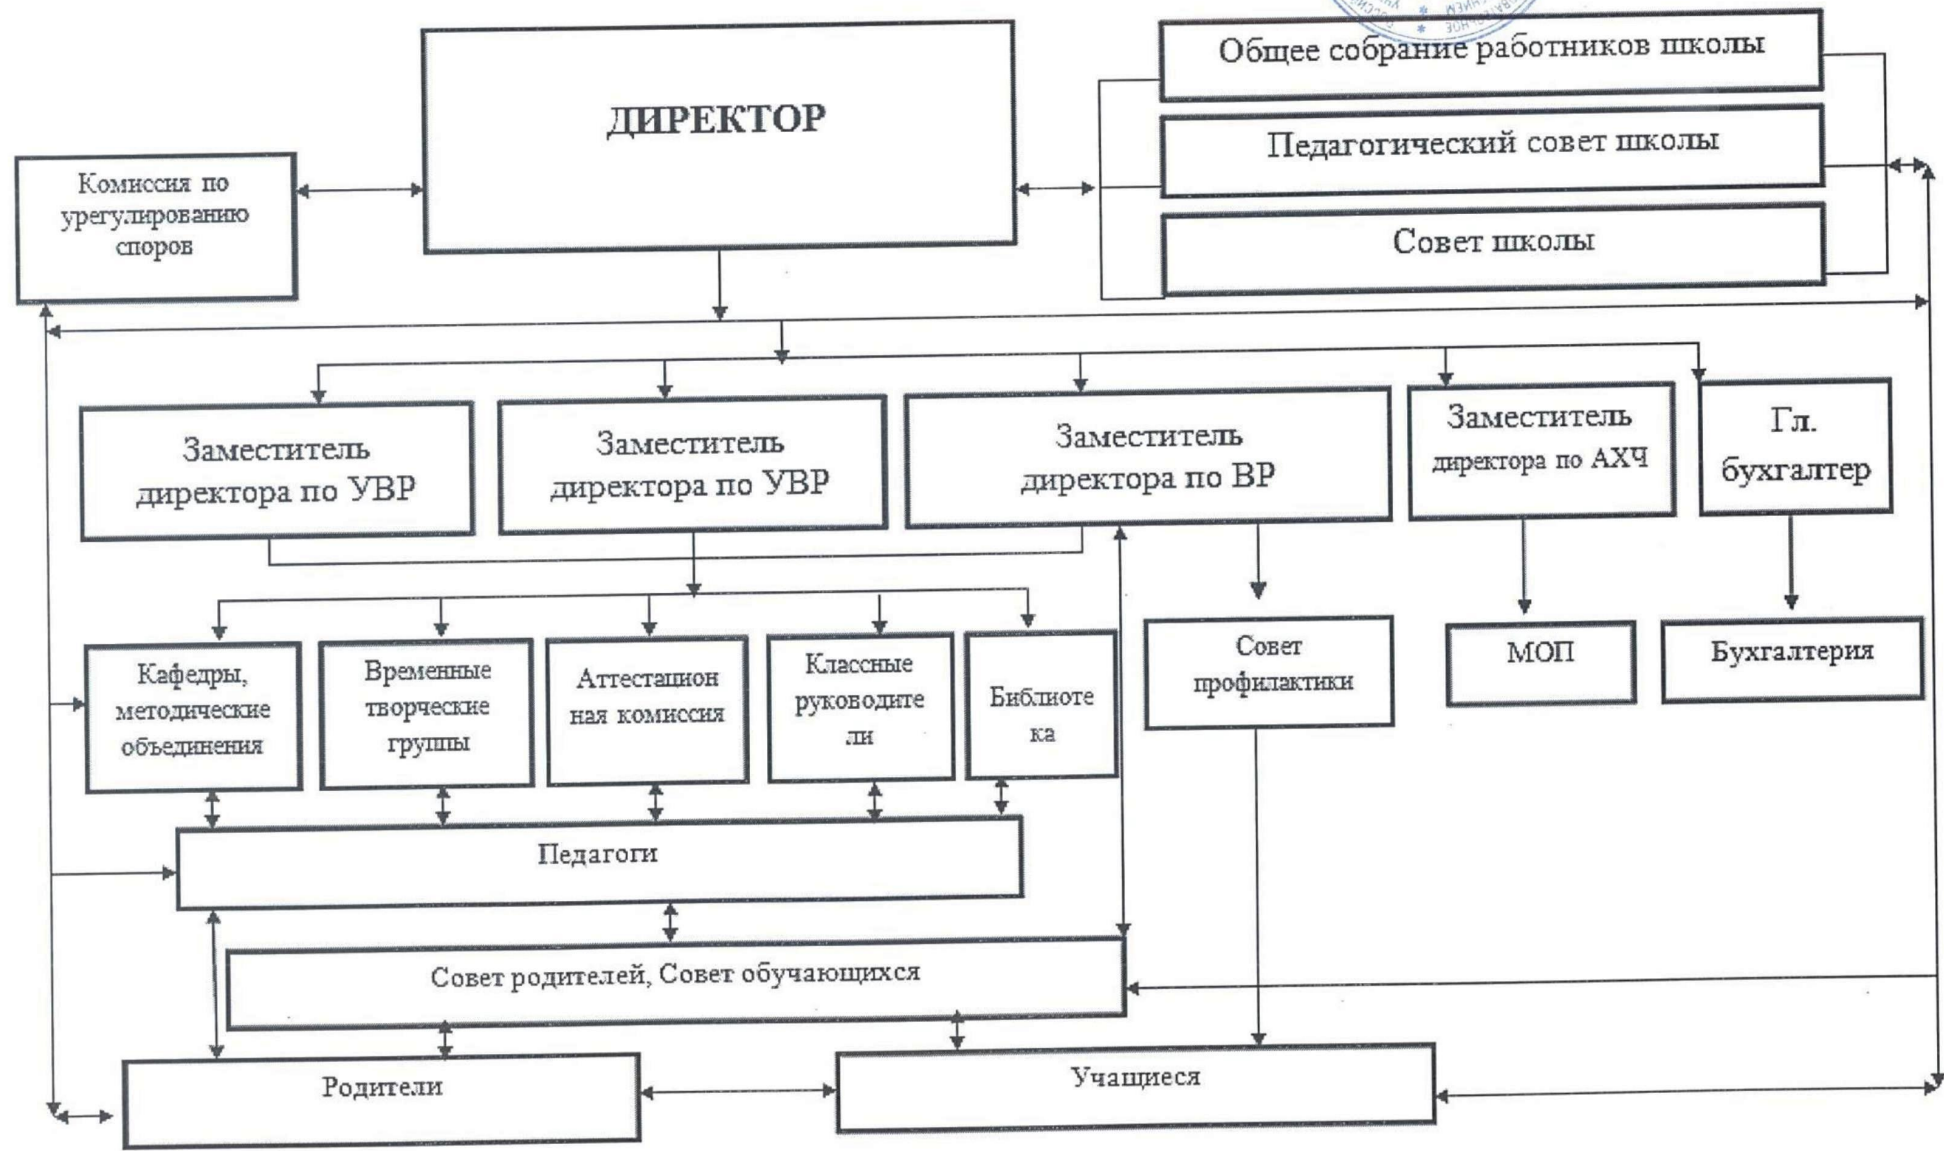 ДИРЕКТОР
Общее собрание работников школы
Педагогический совет школы
Совет школы
Комиссия по
урегулированию
споров
Заместитель
директора по УВР
Заместитель
директора по УВР
Заместитель
директора по ВР
Заместитель
директора по АХЧ
Гл.
бухгалтер
Кафедры,
методические
объединения
Временные
творческие
группы
Аттестацион
ная комиссия
Классные
руководите
ли
Библиоте
ка
Совет
профилактики
МОП
Бухгалтерия
Педагоги
Совет родителей, Совет обучающихся
Родители
Учащиеся